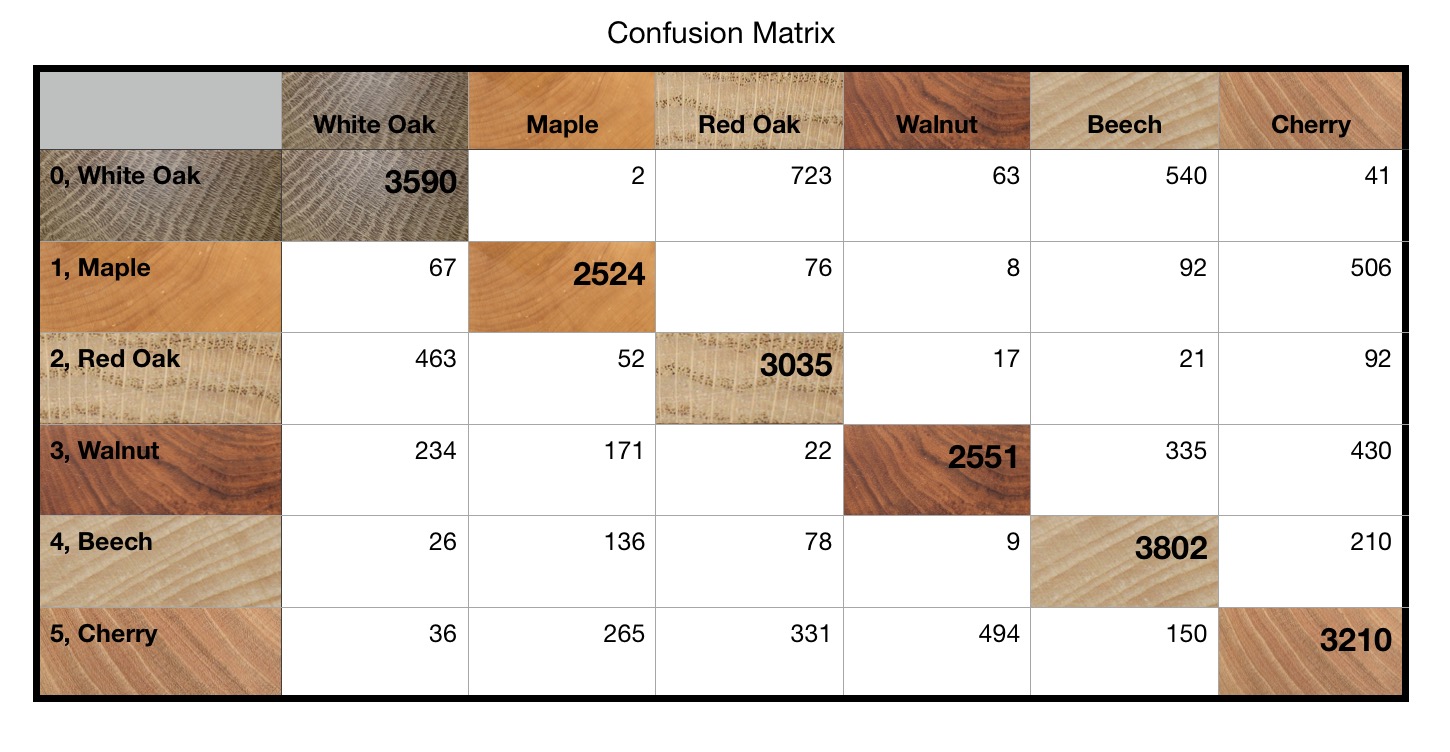 Confusion Matrix
White Oak Maple Red Oak Walnut Beech Cherry
0, White Oak 3590 2 723 63 540 41
1, Maple 67 2524 76 8 92 506
2, Red Oak 463 52 3035 17 21 92
3, Walnut 234 171 22 2551 335 430
4, Beech 26 136 78 9 3802 210
5, Cherry 36 265 331 494 150 3210